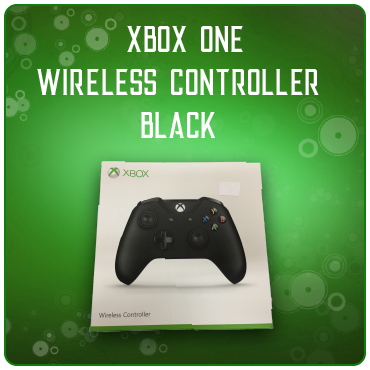 XBOX ONE
WIRELESS CONTROLLER
BLACK
XBOX
Wireless Controller